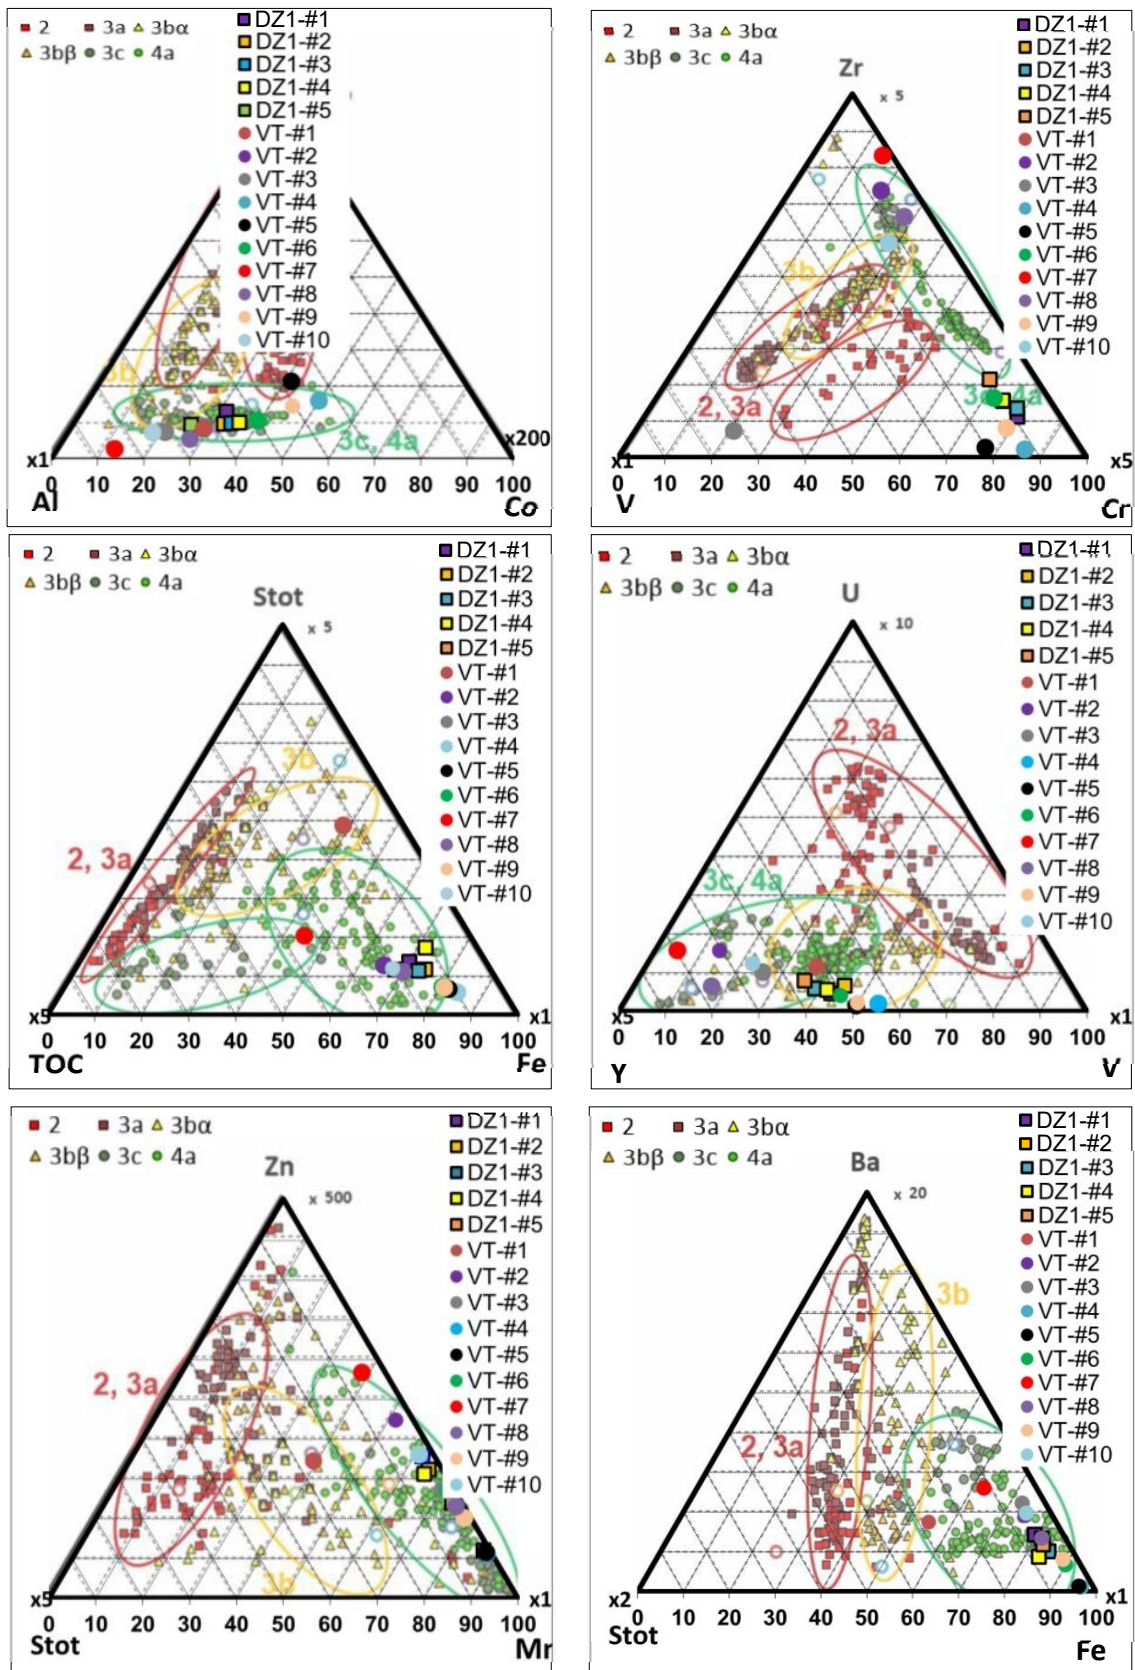 2 3a 3bα
3bβ 3c 4a
DZ1-#1
DZ1-#2
DZ1-#3
DZ1-#4
DZ1-#5
VT-#1
VT-#2
VT-#3
VT-#4
VT-#5
VT-#6
VT-#7
VT-#8
VT-#9
VT-#10
3c, 4a
x200
x1
0 10 20 30 40 50 60 70 80 90 100
Al Co
2 3a 3bα
3bβ 3c 4a
DZ1-#1
DZ1-#2
DZ1-#3
DZ1-#4
DZ1-#5
VT-#1
VT-#2
VT-#3
VT-#4
VT-#5
VT-#6
VT-#7
VT-#8
VT-#9
VT-#10
Zr
x 5
3b
2, 3a
x1 x5
0 10 20 30 40 50 60 70 80 90 100
V Cr
2 3a 3bα
3bβ 3c 4a
DZ1-#1
DZ1-#2
DZ1-#3
DZ1-#4
DZ1-#5
VT-#1
VT-#2
VT-#3
VT-#4
VT-#5
VT-#6
VT-#7
VT-#8
VT-#9
VT-#10
Stot
x 5
3b
2, 3a
x5 x1
0 10 20 30 40 50 60 70 80 90 100
TOC Fe
2 3a 3bα
3bβ 3c 4a
DZ1-#1
DZ1-#2
DZ1-#3
DZ1-#4
DZ1-#5
VT-#1
VT-#2
VT-#3
VT-#4
VT-#5
VT-#6
VT-#7
VT-#8
VT-#9
VT-#10
U
x 10
2, 3a
3c, 4a
x5 x1
0 10 20 30 40 50 60 70 80 90 100
Y V
2 3a 3bα
3bβ 3c 4a
DZ1-#1
DZ1-#2
DZ1-#3
DZ1-#4
DZ1-#5
VT-#1
VT-#2
VT-#3
VT-#4
VT-#5
VT-#6
VT-#7
VT-#8
VT-#9
VT-#10
Zn
x 500
2, 3a
3b
x5 x1
0 10 20 30 40 50 60 70 80 90 100
Stot
2 3a 3bα
3bβ 3c 4a
DZ1-#1
DZ1-#2
DZ1-#3
DZ1-#4
DZ1-#5
VT-#1
VT-#2
VT-#3
VT-#4
VT-#5
VT-#6
VT-#7
VT-#8
VT-#9
VT-#10
Ba
x 20
3b
2, 3a
x2 x1
0 10 20 30 40 50 60 70 80 90 100
Stot Fe